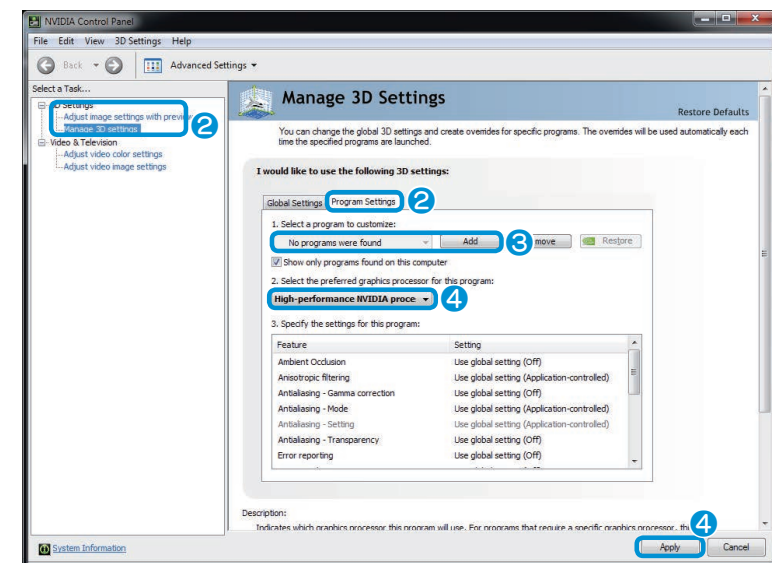 NVIDIA Control Panel
File Edit View 3D Settings Help
Back Advanced Settings
Select a Task...
3D Settings
Adjust image settings with preview
Manage 3D settings
Video & Television
Adjust video color settings
Adjust video image settings
2
Manage 3D Settings
Restore Defaults
You can change the global 3D settings and create overrides for specific programs. The overrides will be used automatically each
time the specified programs are launched.
I would like to use the following 3D settings:
Global Settings Program Settings 2
1. Select a program to customize:
No programs were found Add 3 move Restore
Show only programs found on this computer
2. Select the preferred graphics processor for this program:
High-performance NVIDIA proce 4
3. Specify the settings for this program:
Feature Setting
Ambient Occlusion Use global setting (Off)
Anisotropic filtering Use global setting (Application-controlled)
Antialiasing - Gamma correction Use global setting (Off)
Antialiasing - Mode Use global setting (Application-controlled)
Antialiasing - Setting Use global setting (Application-controlled)
Antialiasing - Transparency Use global setting (Off)
Error reporting Use global setting (Off)
Description:
Indicates which graphics processor this program will use. For programs that require a specific graphics processor,
4
System Information
Apply Cancel